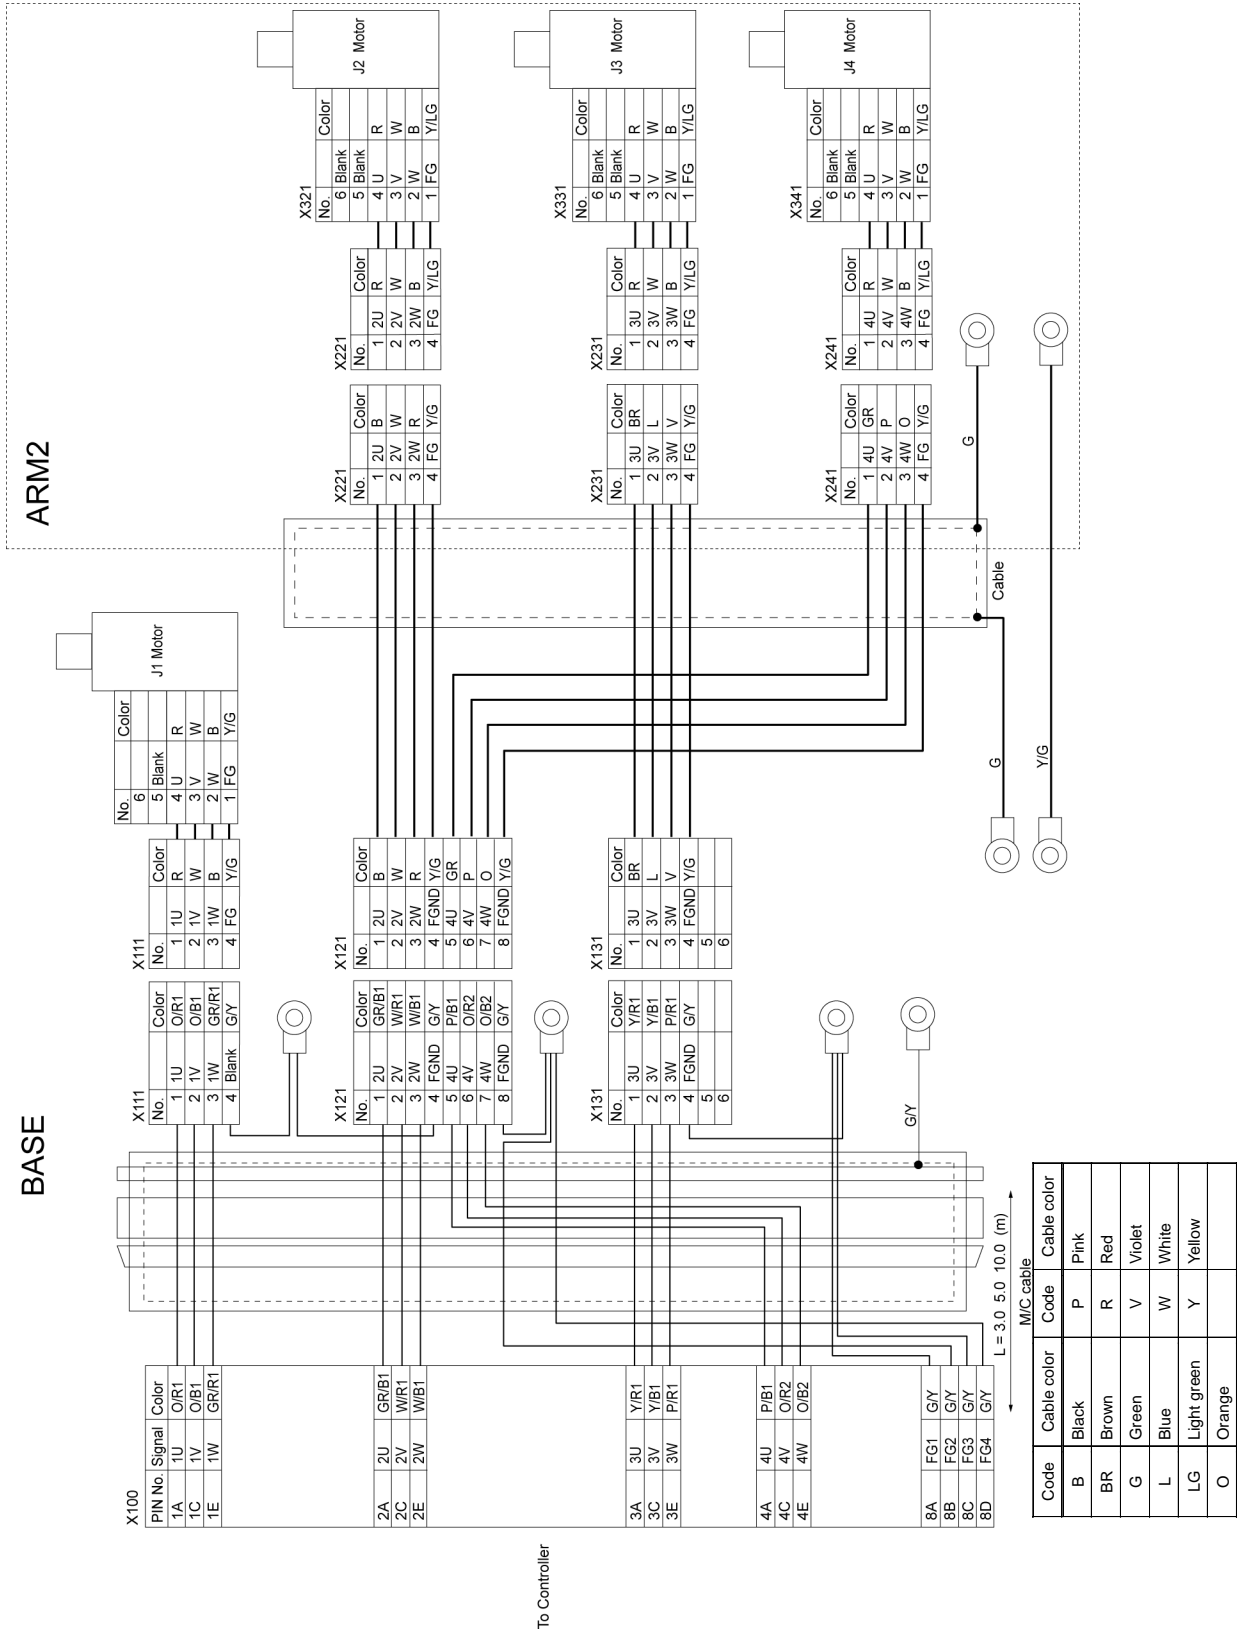 ARM2
J2 Motor
X321
No. Color
6 Blank
5 Blank
4 U R
3 V W
2 W B
1 FG Y/LG
X221
No. Color
1 2U R
2 2V W
3 2W B
4 FG Y/LG
X221
No. Color
1 2U B
2 2V W
3 2W R
4 FG Y/G
J3 Motor
X331
No. Color
6 Blank
5 Blank
4 U R
3 V W
2 W B
1 FG Y/LG
X231
No. Color
1 3U R
2 3V W
3 3W B
4 FG Y/LG
X231
No. Color
1 3U BR
2 3V L
3 3W V
4 FG Y/G
J4 Motor
X341
No. Color
6 Blank
5 Blank
4 U R
3 V W
2 W B
1 FG Y/LG
X241
No. Color
1 4U R
2 4V W
3 4W B
4 FG Y/LG
X241
No. Color
1 4U GR
2 4V P
3 4W O
4 FG Y/G
G
Cable
G
Y/G
BASE
J1 Motor
No. Color
6
5 Blank
4 U R
3 V W
2 W B
1 FG Y/G
X111
No. Color
1 1U R
2 1V W
3 1W B
4 FG Y/G
X111
No. Color
1 1U O/R1
2 1V O/B1
3 1W GR/R1
4 Blank G/Y
X121
No. Color
1 2U B
2 2V W
3 2W R
4 FGND Y/G
5 4U GR
6 4V P
7 4W O
8 FGND Y/G
X121
No. Color
1 2U GR/B1
2 2V W/R1
3 2W W/B1
4 FGND G/Y
5 4U P/B1
6 4V O/R2
7 4W O/B2
8 FGND G/Y
X131
No. Color
1 3U BR
2 3V L
3 3W V
4 FGND Y/G
5
6
X131
No. Color
1 3U Y/R1
2 3V Y/B1
3 3W P/R1
4 FGND G/Y
5
6
G/Y
X100
PIN No. Signal Color
1A 1U O/R1
1C 1V O/B1
1E 1W GR/R1
2A 2U GR/B1
2C 2V W/R1
2E 2W W/B1
3A 3U Y/R1
3C 3V Y/B1
3E 3W P/R1
4A 4U P/B1
4C 4V O/R2
4E 4W O/B2
8A FG1 G/Y
8B FG2 G/Y
8C FG3 G/Y
8D FG4 G/Y
To Controller
L = 3.0 5.0 10.0 (m)
M/C cable
Code Cable color Code Cable color
B Black P Pink
BR Brown R Red
G Green V Violet
L Blue W White
LG Light green Y Yellow
O Orange